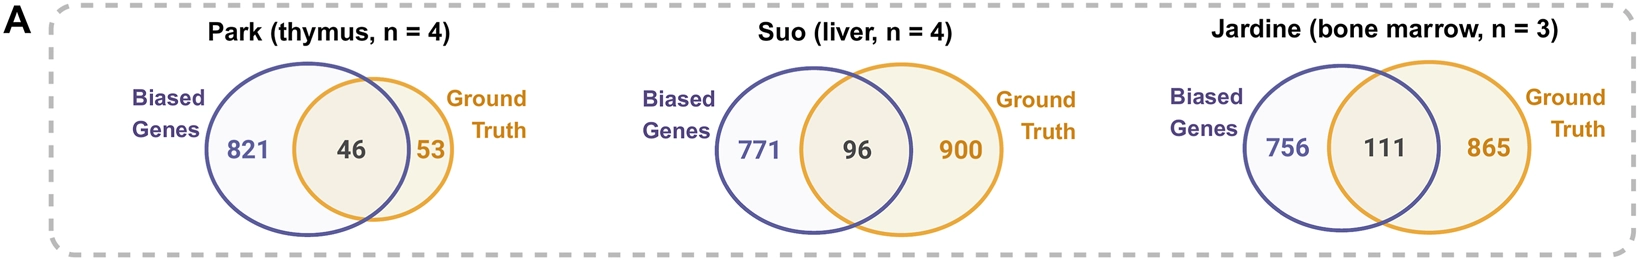 A
Park (thymus, n = 4)
Biased
Genes
821
46
53
Ground
Truth
Suo (liver, n = 4)
Biased
Genes
771
96
900
Ground
Truth
Jardine (bone marrow, n = 3)
Biased
Genes
756
111
865
Ground
Truth